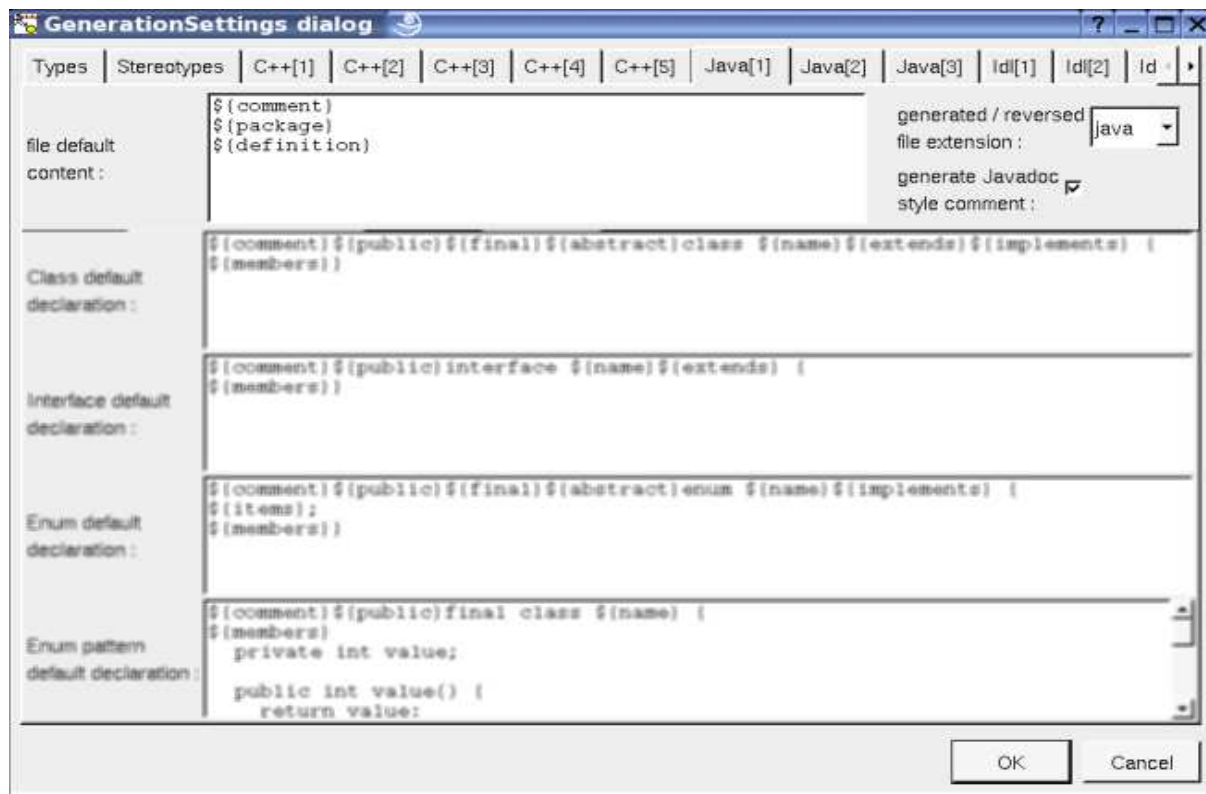 GenerationSettings dialog
Types Stereotypes C++[1] C++[2] C++[3] C++[4] C++[5] Java[1] Java[2] Java[3] Idl[1] Idl[2] Id
file default
content :
${comment}
${package}
${definition}
generated / reversed
file extension :
java
generate Javadoc
style comment :
Class default
declaration :
${comment}${public}${final}${abstract}class ${name}${extends}${implements} {
${members}}
Interface default
declaration :
${comment}${public}interface ${name}${extends} {
${members}}
Enum default
declaration :
${comment}${public}${final}${abstract}enum ${name}${implements} {
${items};
${members}}
Enum pattern
default declaration :
${comment}${public}final class ${name} {
${members}
private int value;
public int value() {
return value;
OK Cancel